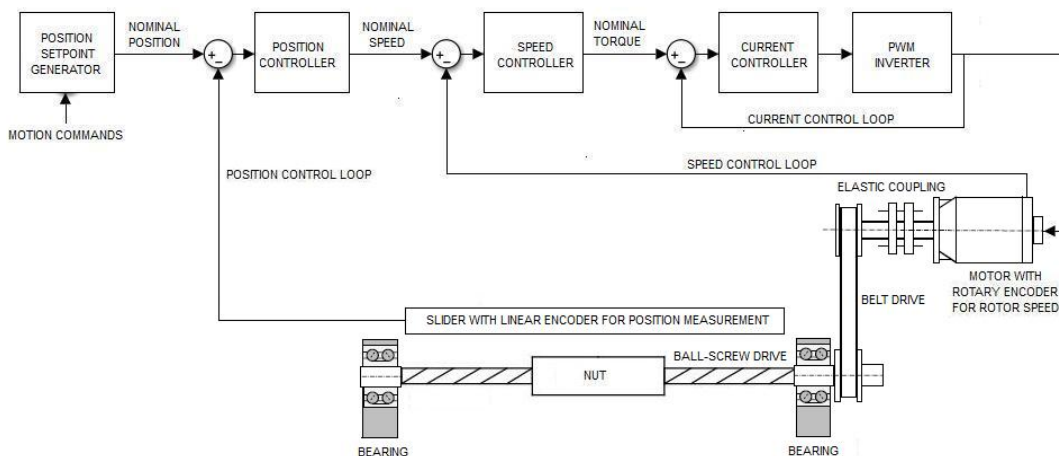 POSITION
SETPOINT
GENERATOR
NOMINAL
POSITION
+
−
POSITION
CONTROLLER
NOMINAL
SPEED
+
−
SPEED
CONTROLLER
NOMINAL
TORQUE
+
−
CURRENT
CONTROLLER
PWM
INVERTER
MOTION COMMANDS
CURRENT CONTROL LOOP
POSITION CONTROL LOOP
SPEED CONTROL LOOP
ELASTIC COUPLING
MOTOR WITH
ROTARY ENCODER
FOR ROTOR SPEED
BELT DRIVE
SLIDER WITH LINEAR ENCODER FOR POSITION MEASUREMENT
BALL-SCREW DRIVE
NUT
BEARING
BEARING